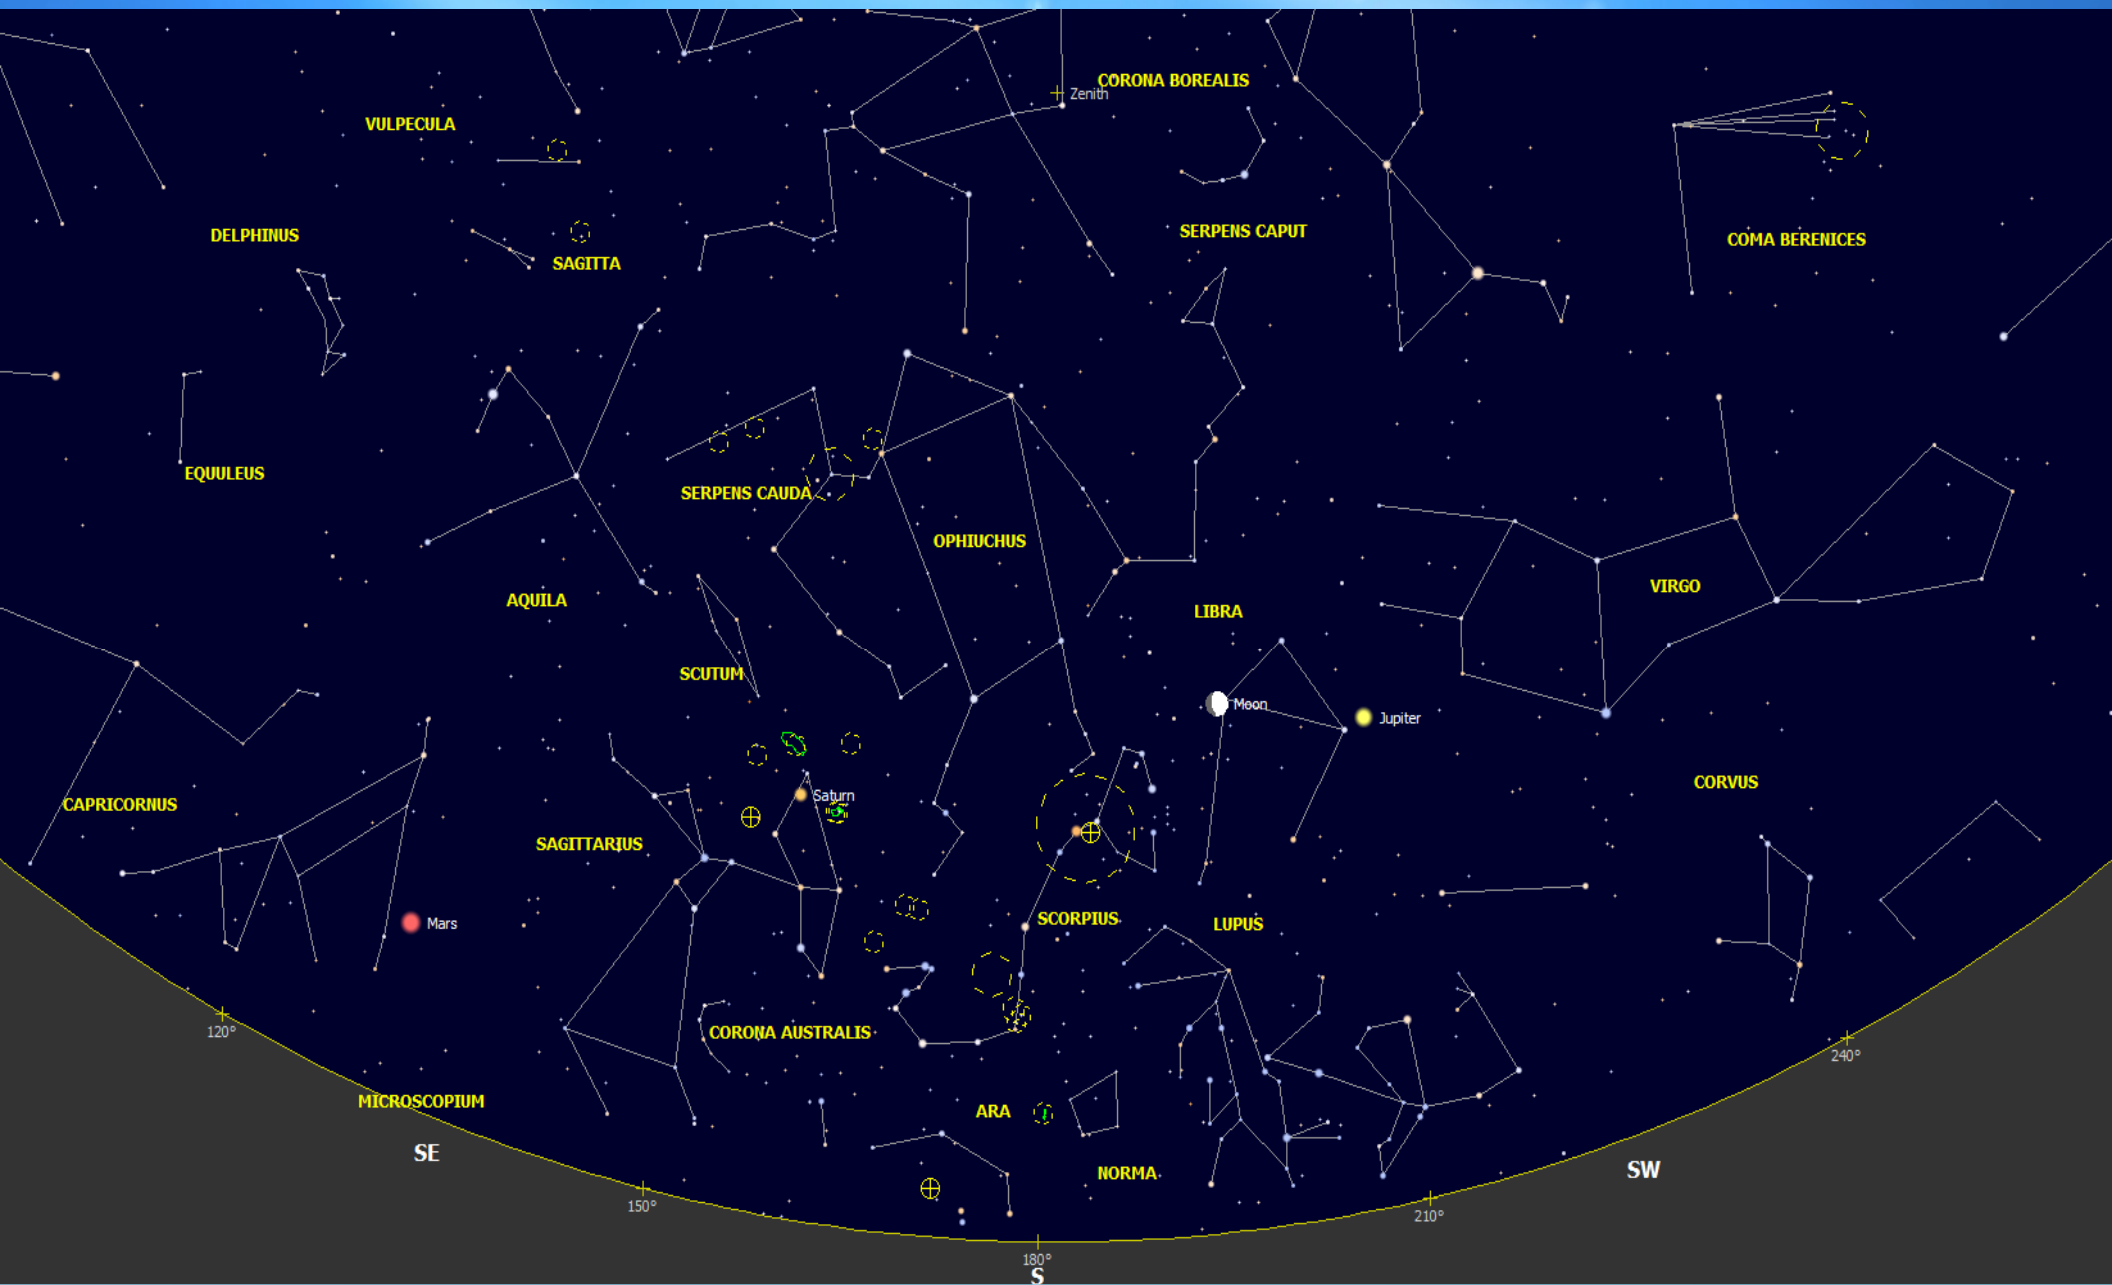 CORONA BOREALIS
Zenith
VULPECULA
SERPENS CAPUT
DELPHINUS
COMA BERENICES
SAGITTA
EQUULEUS
SERPENS CAUDA
OPHIUCHUS
VIRGO
AQUILA
LIBRA
SCUTUM
Moon
Jupiter
CORVUS
Saturn
CAPRICORNUS
SAGITTARIUS
SCORPIUS
LUPUS
Mars
120°
CORONA AUSTRALIS
240°
MICROSCOPIUM
ARA
SE
NORMA
SW
150°
210°
180°
S